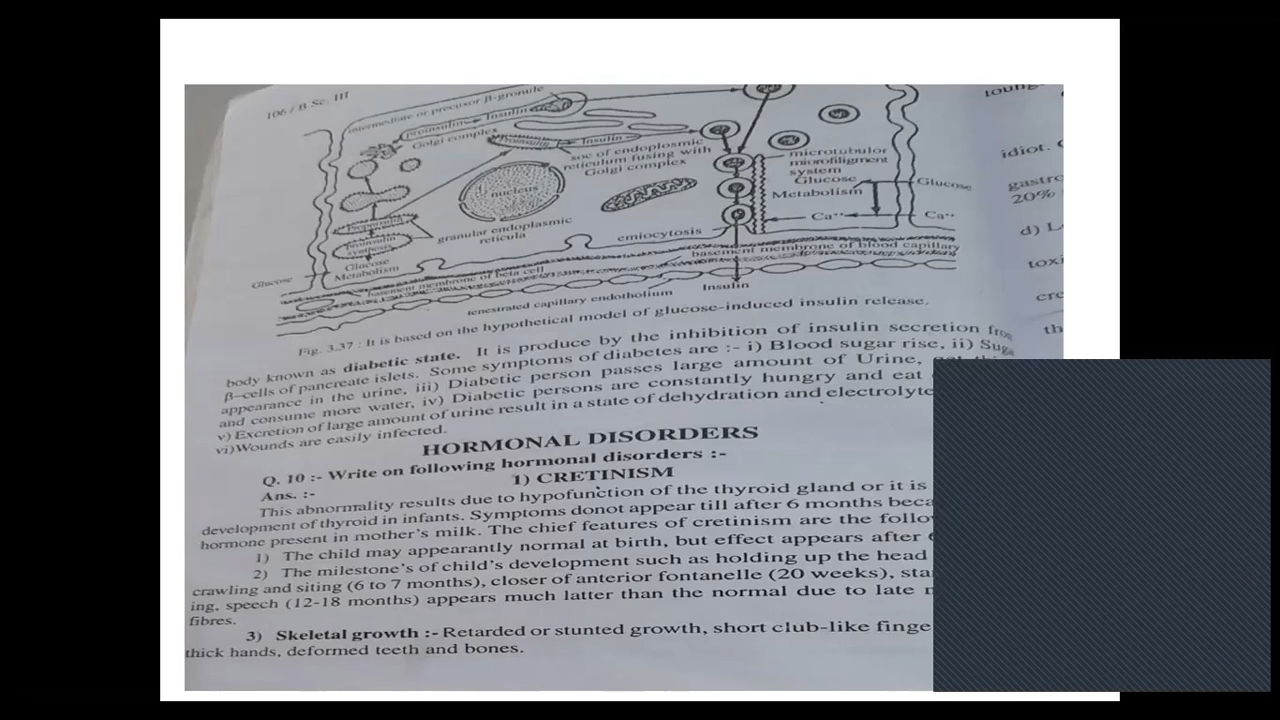 106 / B Sc. III
intermediate or precusor β-gronule
proinsulin Insulin
Golgi complex
Proinsulin Insulin
soc of endoplosmic
reticulum fusing with
Golgi complex
nucleus
microtubulor
microfiligment
system
Glucose Glucose
Metabolism
Ca⁺⁺ Ca⁺⁺
Proinsulin
granular endoplasmic
reticula
emiocytosis
Glucose
Metabolism
Glucose
basement membrane of beta cell
basement membrane of blood capillary
Insulin
fenestrated capillary endotholium
Fig. 3.37 : It is based on the hypothetical model of glucose-induced insulin release.
body known as diabetic state. It is produce by the inhibition of insulin secretion from
β–cells of pancreate islets. Some symptoms of diabetes are :- i) Blood sugar rise, ii) Suga
appearance in the urine, iii) Diabetic person passes large amount of Urine,
and consume more water, iv) Diabetic persons are constantly hungry and eat
v) Excretion of large amount of urine result in a state of dehydration and electrolyte
vi)Wounds are easily infected.
HORMONAL DISORDERS
Q. 10 :- Write on following hormonal disorders :-
Ans. :-
1) CRETINISM
This abnormality results due to hypofunction of the thyroid gland or it is
development of thyroid in infants. Symptoms donot appear till after 6 months beca
hormone present in mother's milk. The chief features of cretinism are the follo
1) The child may appearantly normal at birth, but effect appears after
2) The milestone's of child's development such as holding up the head
crawling and siting (6 to 7 months), closer of anterior fontanelle (20 weeks), sta
ing, speech (12-18 months) appears much latter than the normal due to late
fibres.
3) Skeletal growth :- Retarded or stunted growth, short club-like finge
thick hands, deformed teeth and bones.
idiot.
gastro
20%
d) L
toxi
cre
th